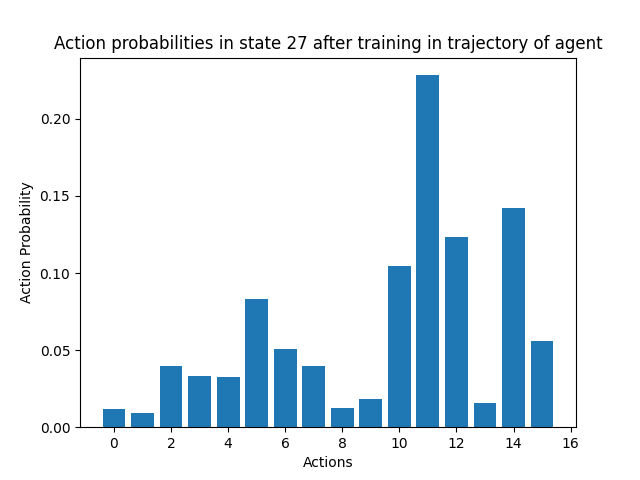 Action probabilities in state 27 after training in trajectory of agent
Action Probability
0.20
0.15
0.10
0.05
0.00
0 2 4 6 8 10 12 14 16
Actions